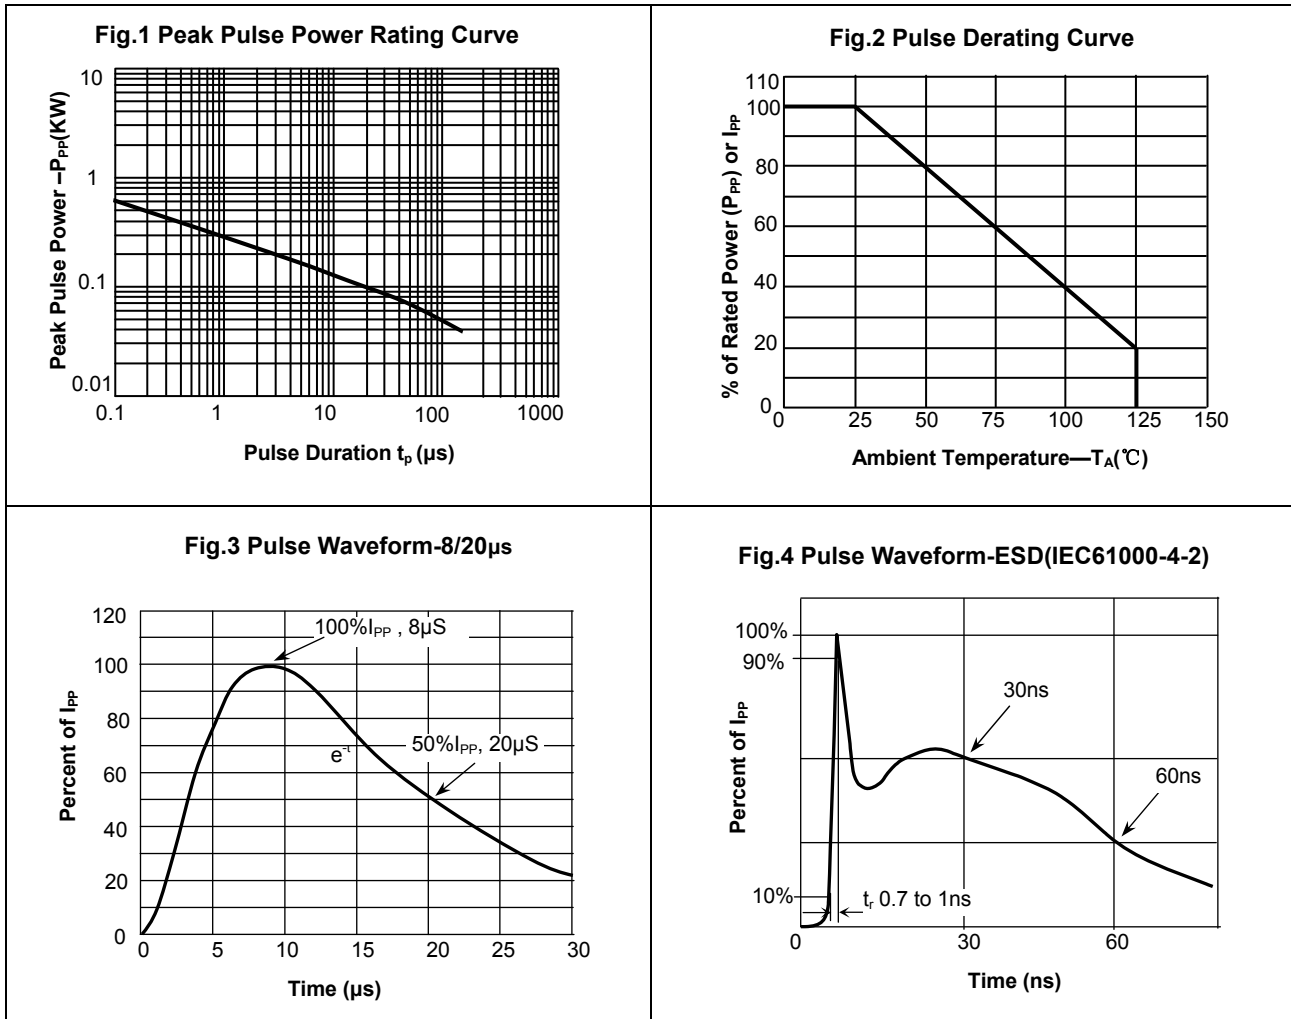 Fig.1 Peak Pulse Power Rating Curve
Peak Pulse Power –PPP(KW)
10
1
0.1
0.01
0.1 1 10 100 1000
Pulse Duration tp (µs)
Fig.2 Pulse Derating Curve
% of Rated Power (PPP) or IPP
110
100
80
60
40
20
0
0 25 50 75 100 125 150
Ambient Temperature—TA(℃)
Fig.3 Pulse Waveform-8/20µs
Percent of IPP
120
100
80
60
40
20
0
100%IPP , 8µS
e-t
50%IPP, 20µS
0 5 10 15 20 25 30
Time (µs)
Fig.4 Pulse Waveform-ESD(IEC61000-4-2)
Percent of IPP
100%
90%
10%
30ns
60ns
tr 0.7 to 1ns
0 30 60
Time (ns)